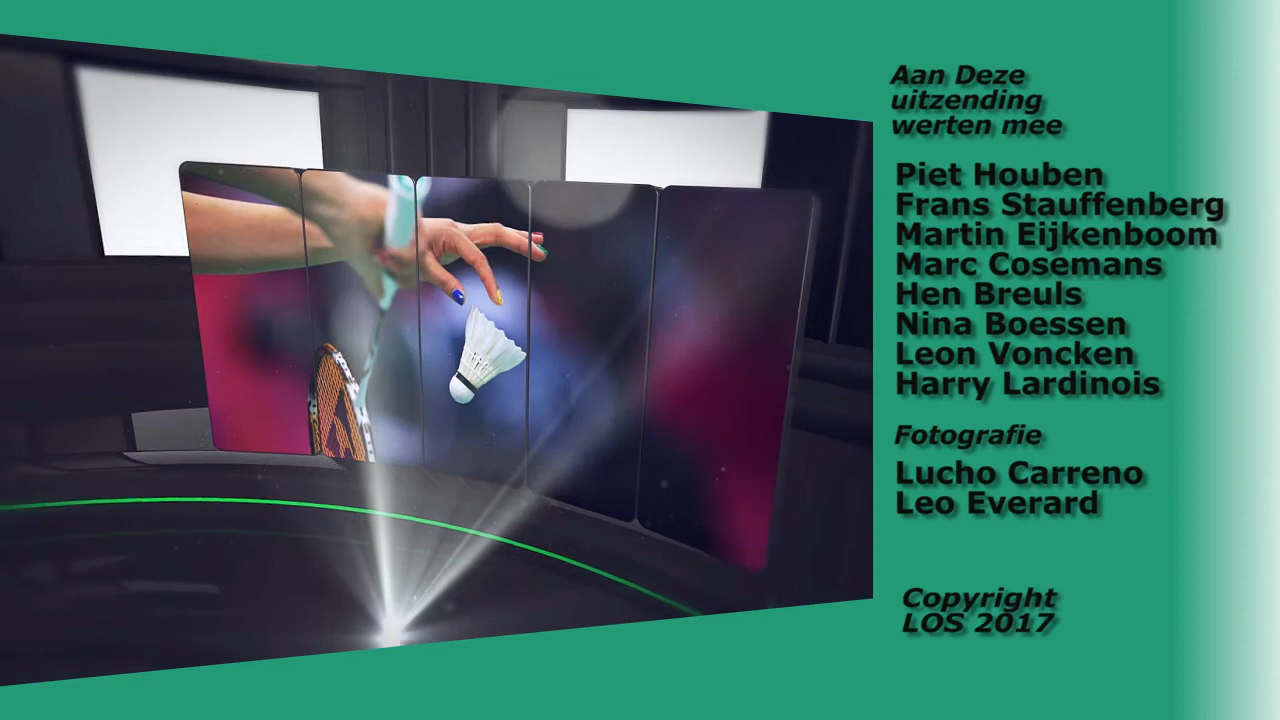 Aan Deze
uitzending
werten mee
Piet Houben
Frans Stauffenberg
Martin Eijkenboom
Marc Cosemans
Hen Breuls
Nina Boessen
Leon Voncken
Harry Lardinois
Fotografie
Lucho Carreno
Leo Everard
Copyright
LOS 2017